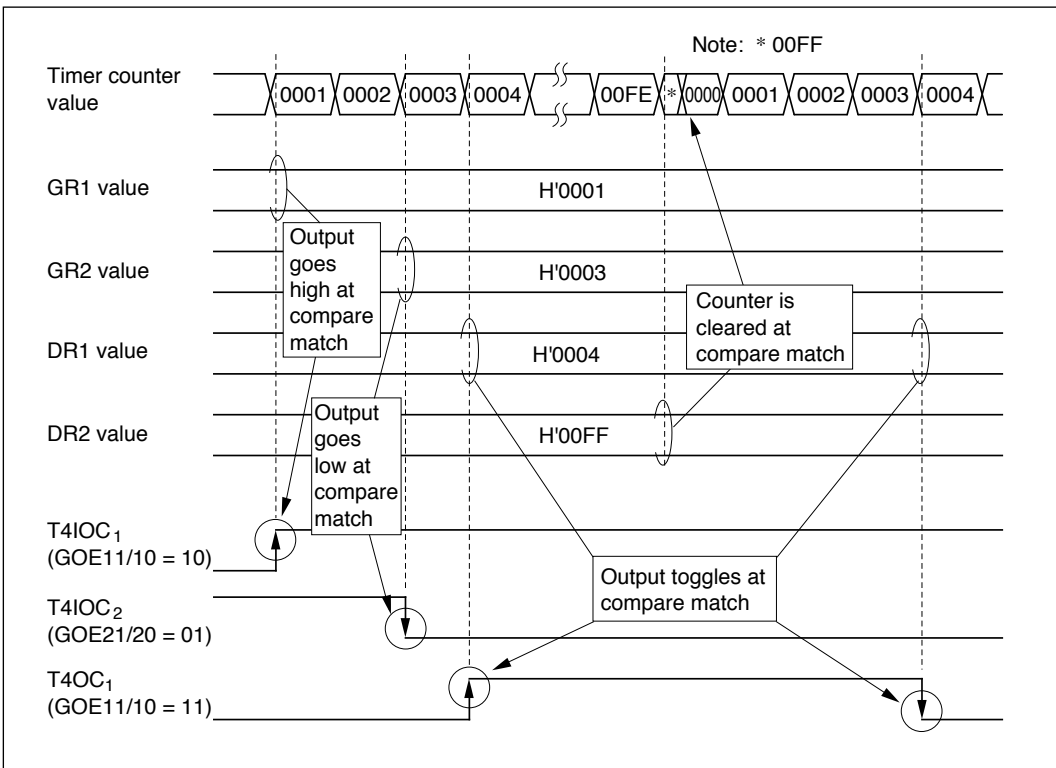 Note: * 00FF
Timer counter
value
0001 0002 0003 0004 00FE * 0000 0001 0002 0003 0004
GR1 value
H'0001
Output
goes
high at
compare
match
GR2 value
H'0003
Counter is
cleared at
compare match
DR1 value
H'0004
Output
goes
low at
compare
match
DR2 value
H'00FF
T4IOC1
(GOE11/10 = 10)
Output toggles at
compare match
T4IOC2
(GOE21/20 = 01)
T4OC1
(GOE11/10 = 11)